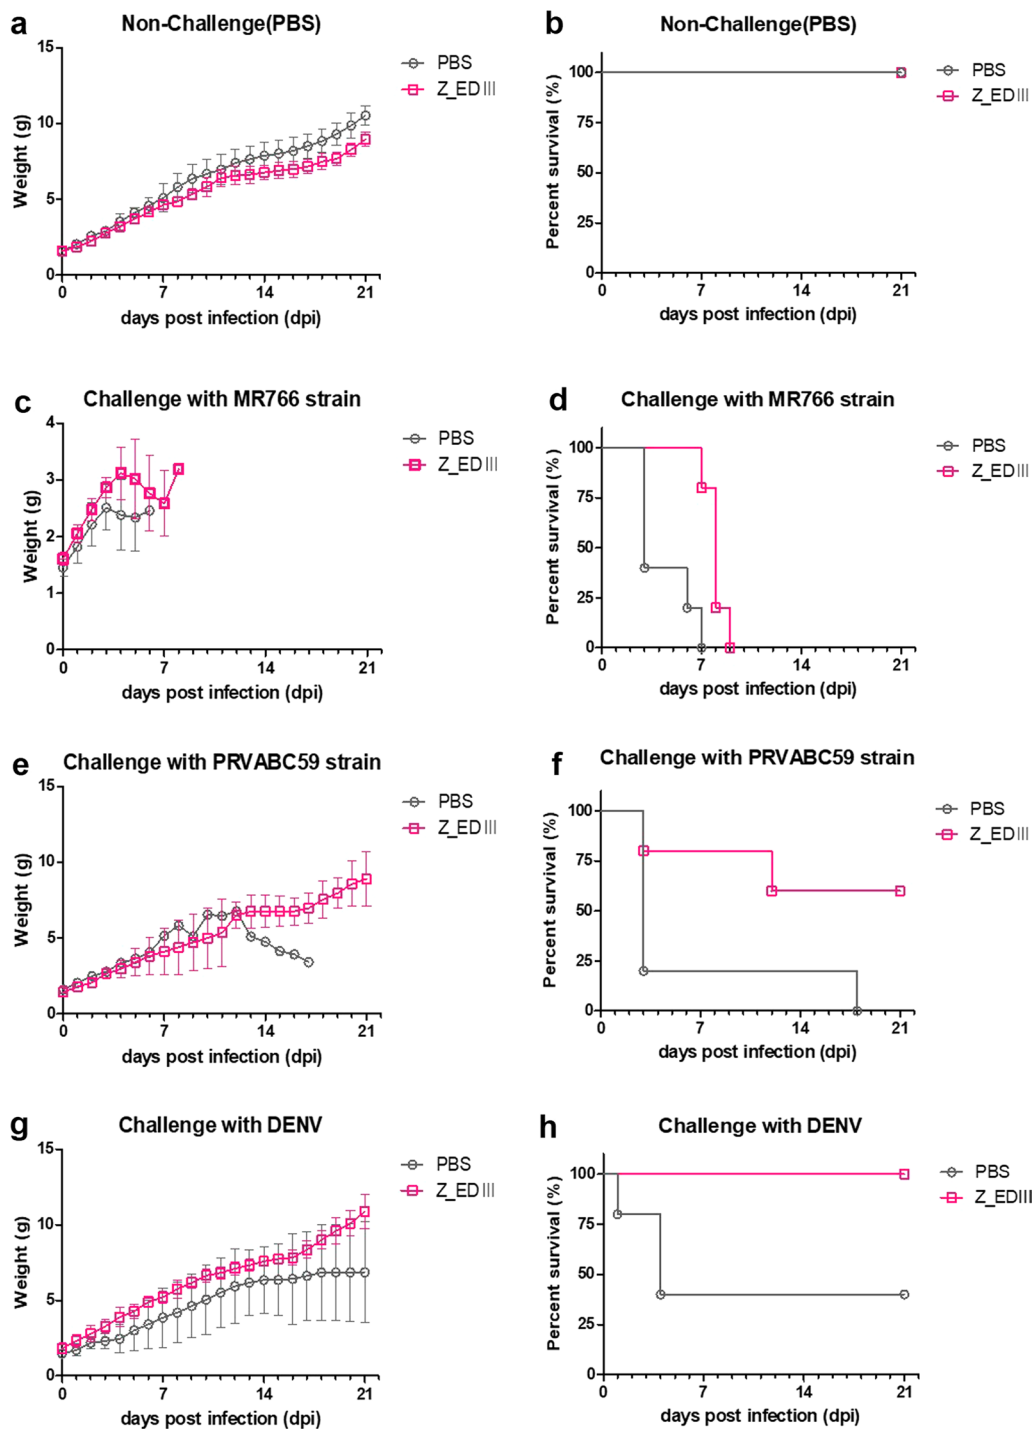 a
Non-Challenge(PBS)
15
10
5
0
Weight (g)
0 7 14 21
days post infection (dpi)
PBS
Z_EDIII
b
Non-Challenge(PBS)
100
75
50
25
0
Percent survival (%)
0 7 14 21
days post infection (dpi)
PBS
Z_EDIII
c
Challenge with MR766 strain
4
3
2
1
0
Weight (g)
0 7 14 21
days post infection (dpi)
PBS
Z_EDIII
d
Challenge with MR766 strain
100
75
50
25
0
Percent survival (%)
0 7 14 21
days post infection (dpi)
PBS
Z_EDIII
e
Challenge with PRVABC59 strain
15
10
5
0
Weight (g)
0 7 14 21
days post infection (dpi)
PBS
Z_EDIII
f
Challenge with PRVABC59 strain
100
75
50
25
0
Percent survival (%)
0 7 14 21
days post infection (dpi)
PBS
Z_EDIII
g
Challenge with DENV
15
10
5
0
Weight (g)
0 7 14 21
days post infection (dpi)
PBS
Z_EDIII
h
Challenge with DENV
100
75
50
25
0
Percent survival (%)
0 7 14 21
days post infection (dpi)
PBS
Z_EDIII